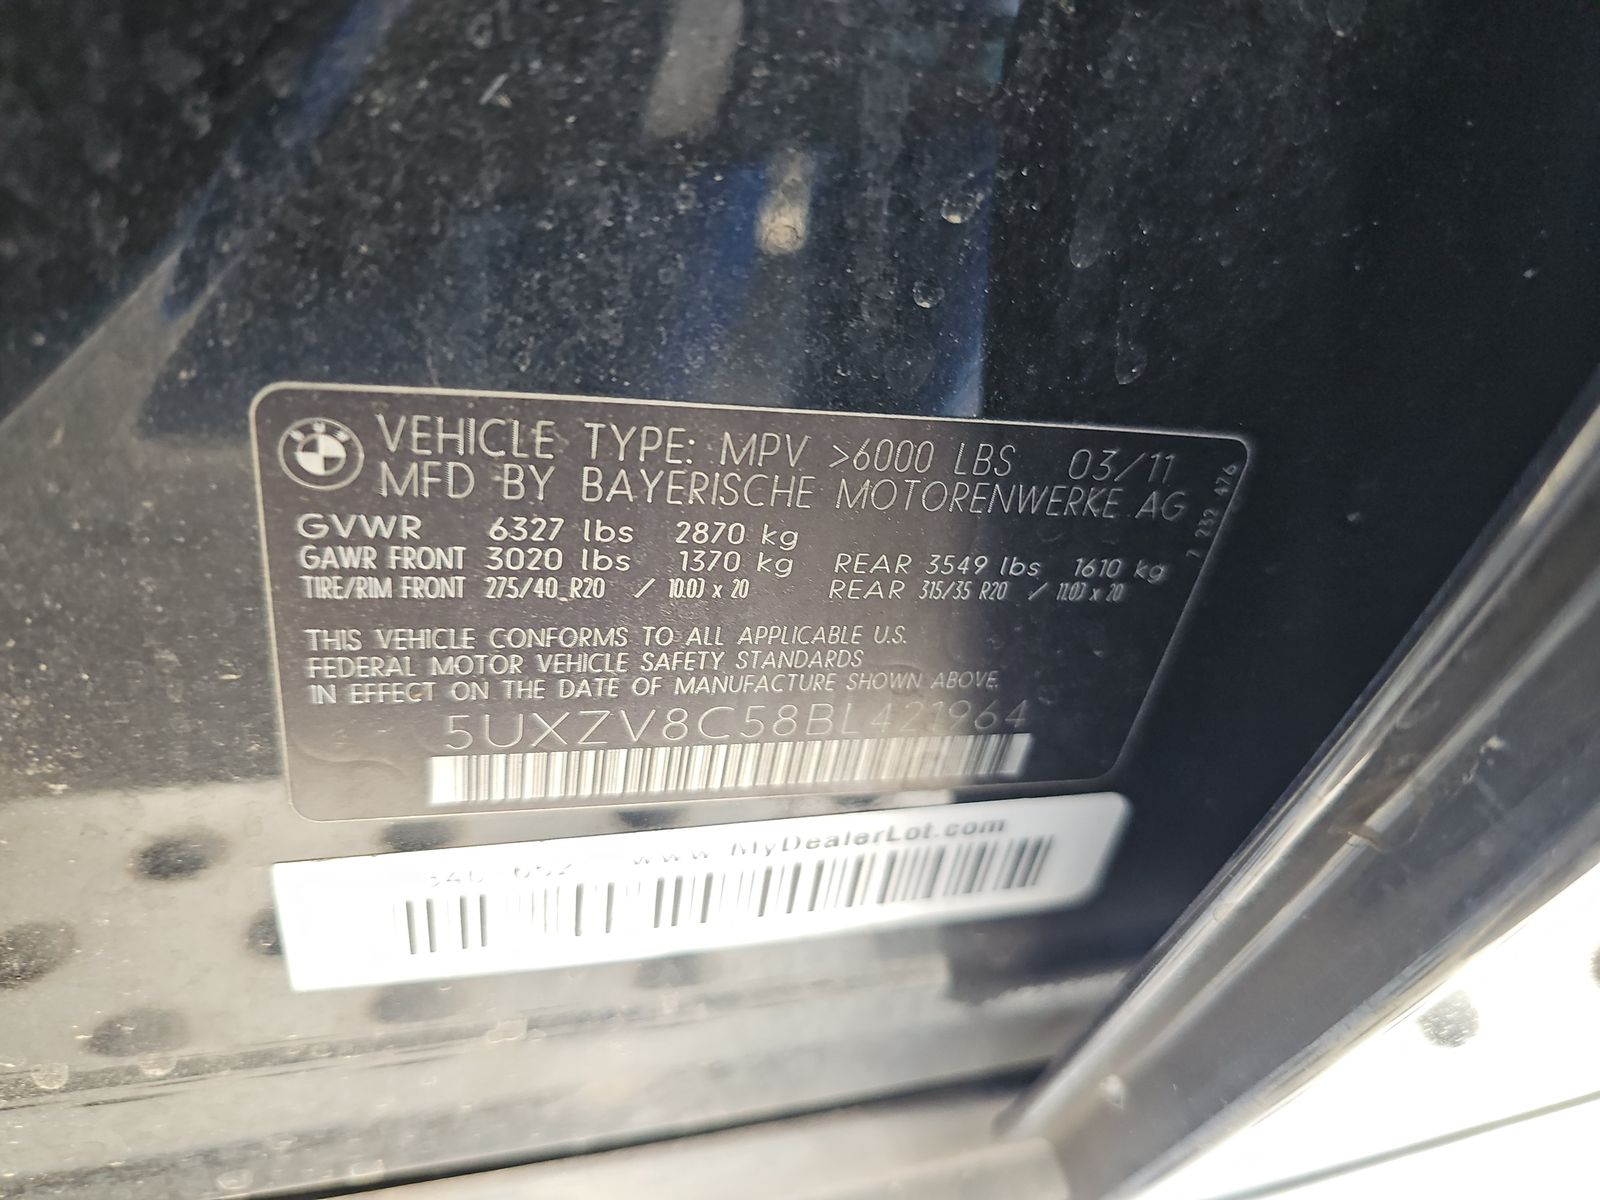 VEHICLE TYPE: MPV >6000 LBS 03/11
MFD BY BAYERISCHE MOTORENWERKE AG
GVWR 6327 lbs 2870 kg
GAWR FRONT 3020 lbs 1370 kg REAR 3549 lbs 1610 kg
TIRE/RIM FRONT 275/40 R20 / 10.0J x 20 REAR 315/35 R20 / 11.0J x 20
7 232 476
THIS VEHICLE CONFORMS TO ALL APPLICABLE U.S.
FEDERAL MOTOR VEHICLE SAFETY STANDARDS
IN EFFECT ON THE DATE OF MANUFACTURE SHOWN ABOVE.
5UXZV8C58BL421964
www.MyDealerLot.com